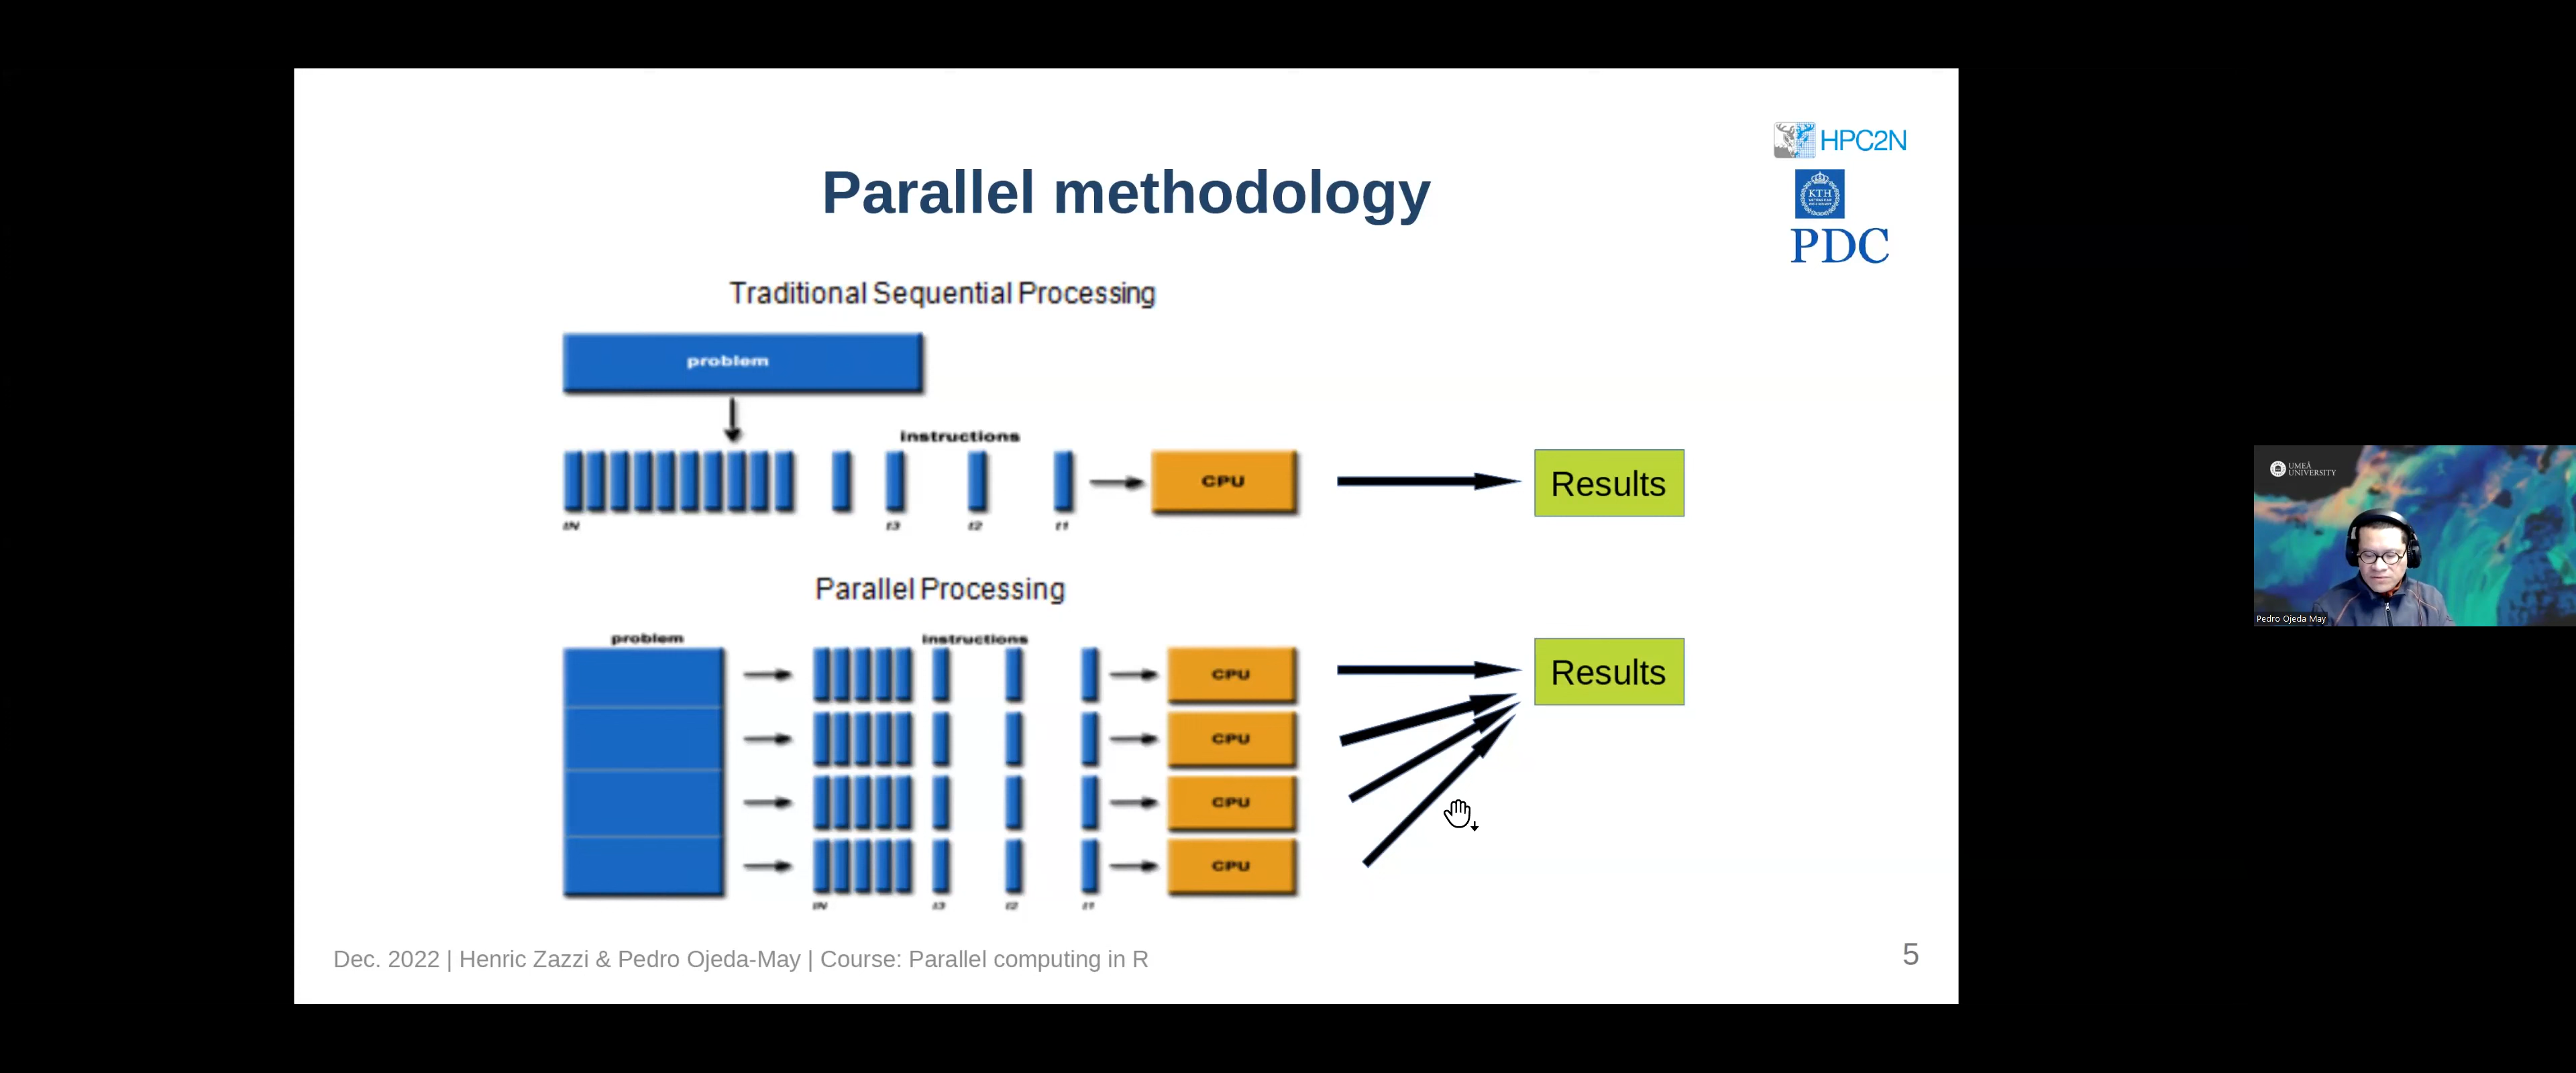 HPC2N
KTH
PDC
Parallel methodology
Traditional Sequential Processing
problem
instructions
CPU
Results
tN
t3
t2
t1
Parallel Processing
problem
instructions
CPU
Results
CPU
CPU
CPU
tN
t3
t2
t1
Dec. 2022 | Henric Zazzi & Pedro Ojeda-May | Course: Parallel computing in R
5
UMEÅ
UNIVERSITY
Pedro Ojeda May